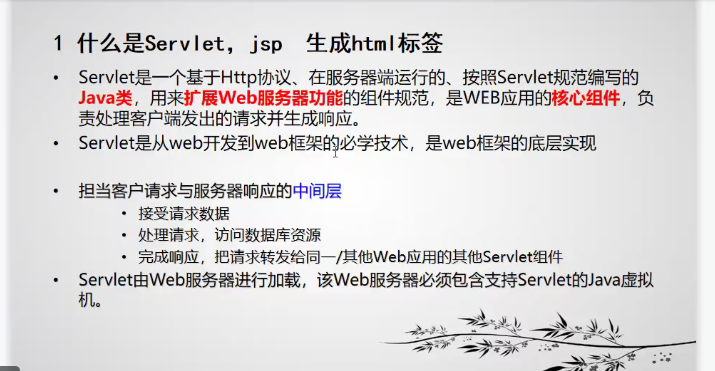 1 什么是Servlet，jsp 生成html标签
• Servlet是一个基于Http协议、在服务器端运行的、按照Servlet规范编写的
Java类，用来扩展Web服务器功能的组件规范，是WEB应用的核心组件，负
责处理客户端发出的请求并生成响应。
• Servlet是从web开发到web框架的必学技术，是web框架的底层实现
• 担当客户请求与服务器响应的中间层
• 接受请求数据
• 处理请求，访问数据库资源
• 完成响应，把请求转发给同一/其他Web应用的其他Servlet组件
• Servlet由Web服务器进行加载，该Web服务器必须包含支持Servlet的Java虚拟
机。